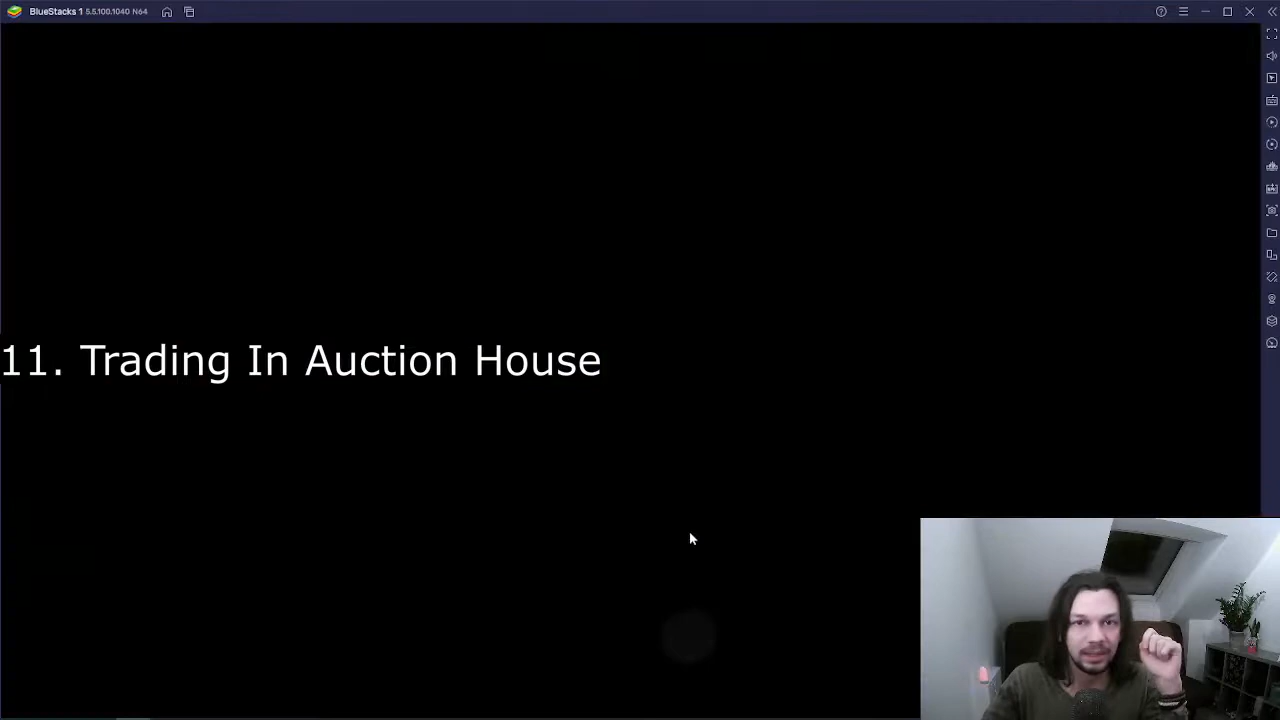 BlueStacks 1 5.5.100.1040 N64
11. Trading In Auction House